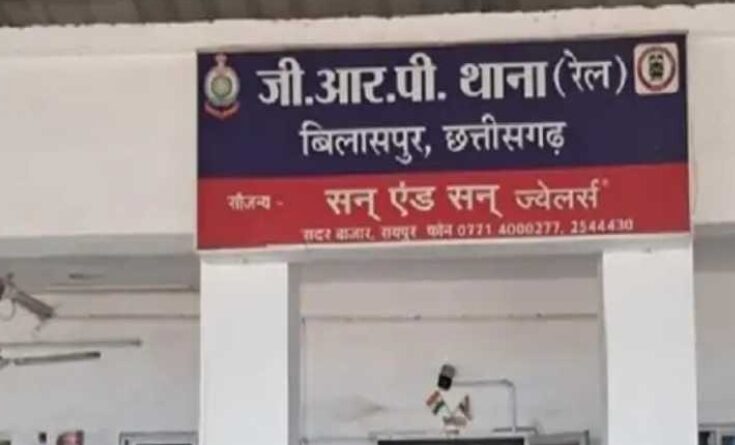 जी.आर.पी. थाना (रेल)
बिलासपुर, छत्तीसगढ़
सौजन्य - सन् एंड सन् ज्वेलर्स
सदर बाजार, रायपुर फोन 0771 4000277, 2544430